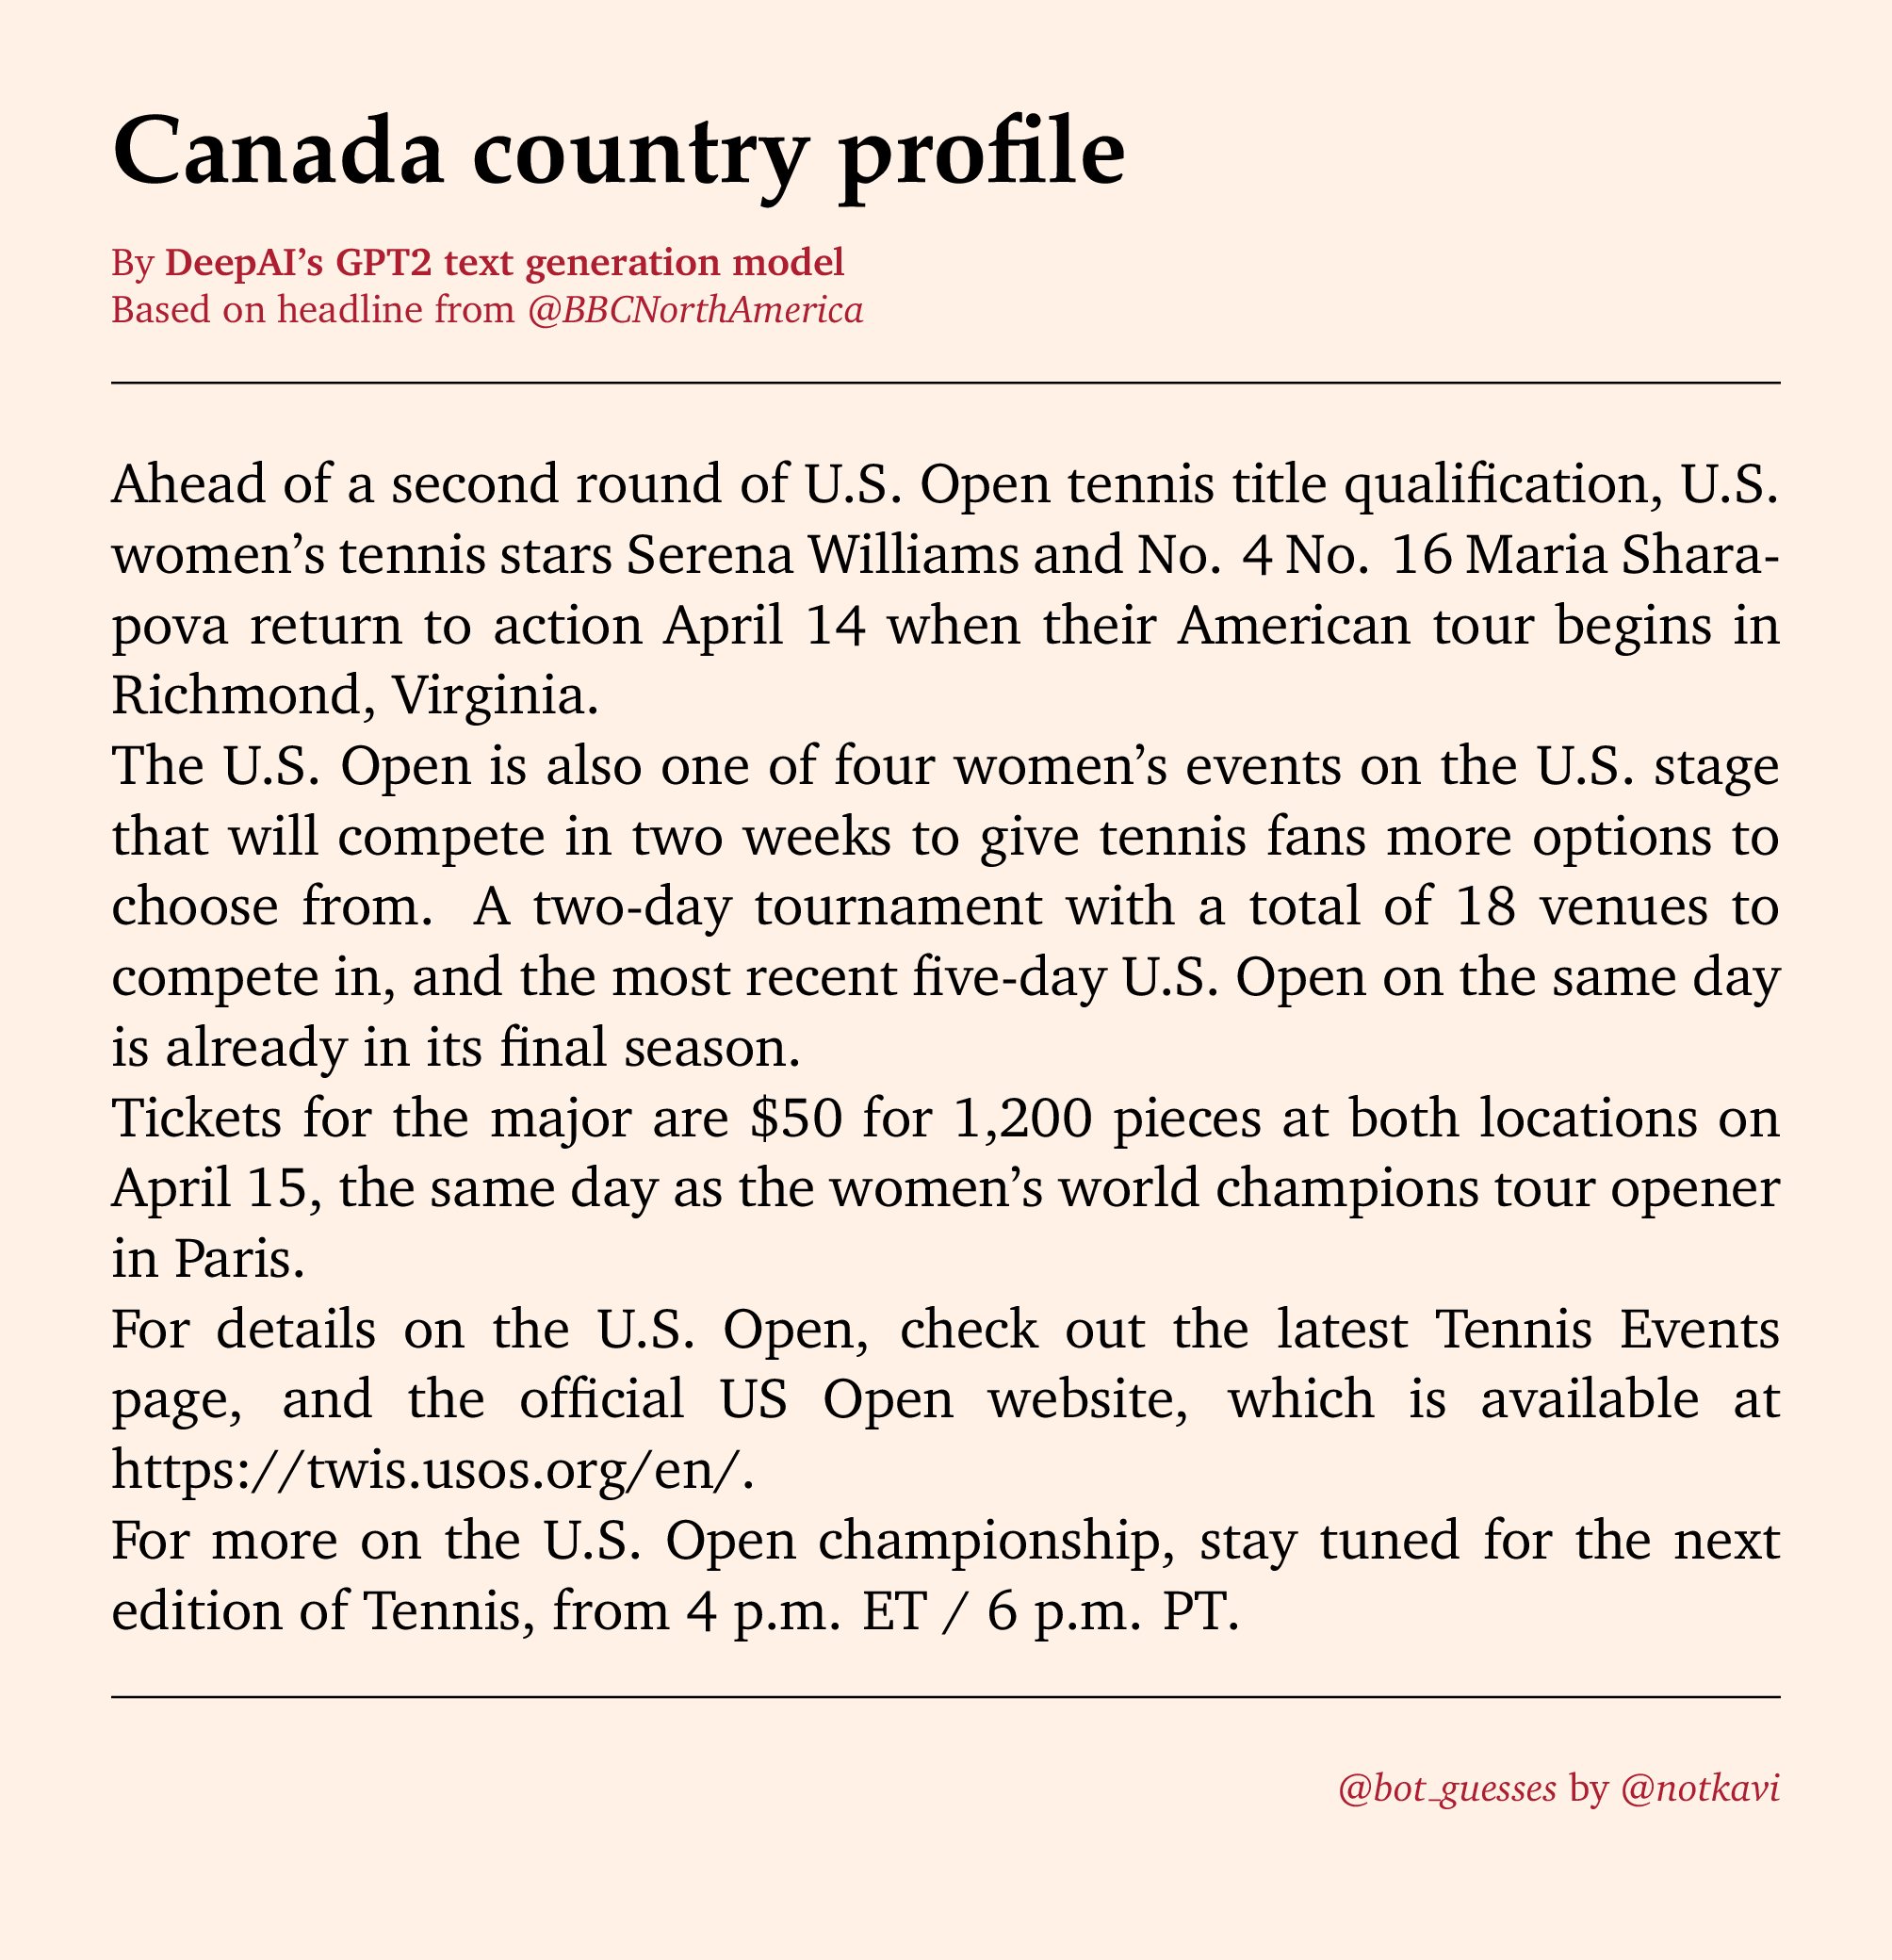 Canada country profile
By DeepAI's GPT2 text generation model
Based on headline from @BBCNorthAmerica
Ahead of a second round of U.S. Open tennis title qualification, U.S.
women's tennis stars Serena Williams and No. 4 No. 16 Maria Shara-
pova return to action April 14 when their American tour begins in
Richmond, Virginia.
The U.S. Open is also one of four women's events on the U.S. stage
that will compete in two weeks to give tennis fans more options to
choose from. A two-day tournament with a total of 18 venues to
compete in, and the most recent five-day U.S. Open on the same day
is already in its final season.
Tickets for the major are $50 for 1,200 pieces at both locations on
April 15, the same day as the women's world champions tour opener
in Paris.
For details on the U.S. Open, check out the latest Tennis Events
page, and the official US Open website, which is available at
https://twis.usos.org/en/.
For more on the U.S. Open championship, stay tuned for the next
edition of Tennis, from 4 p.m. ET / 6 p.m. PT.
@bot_guesses by @notkavi